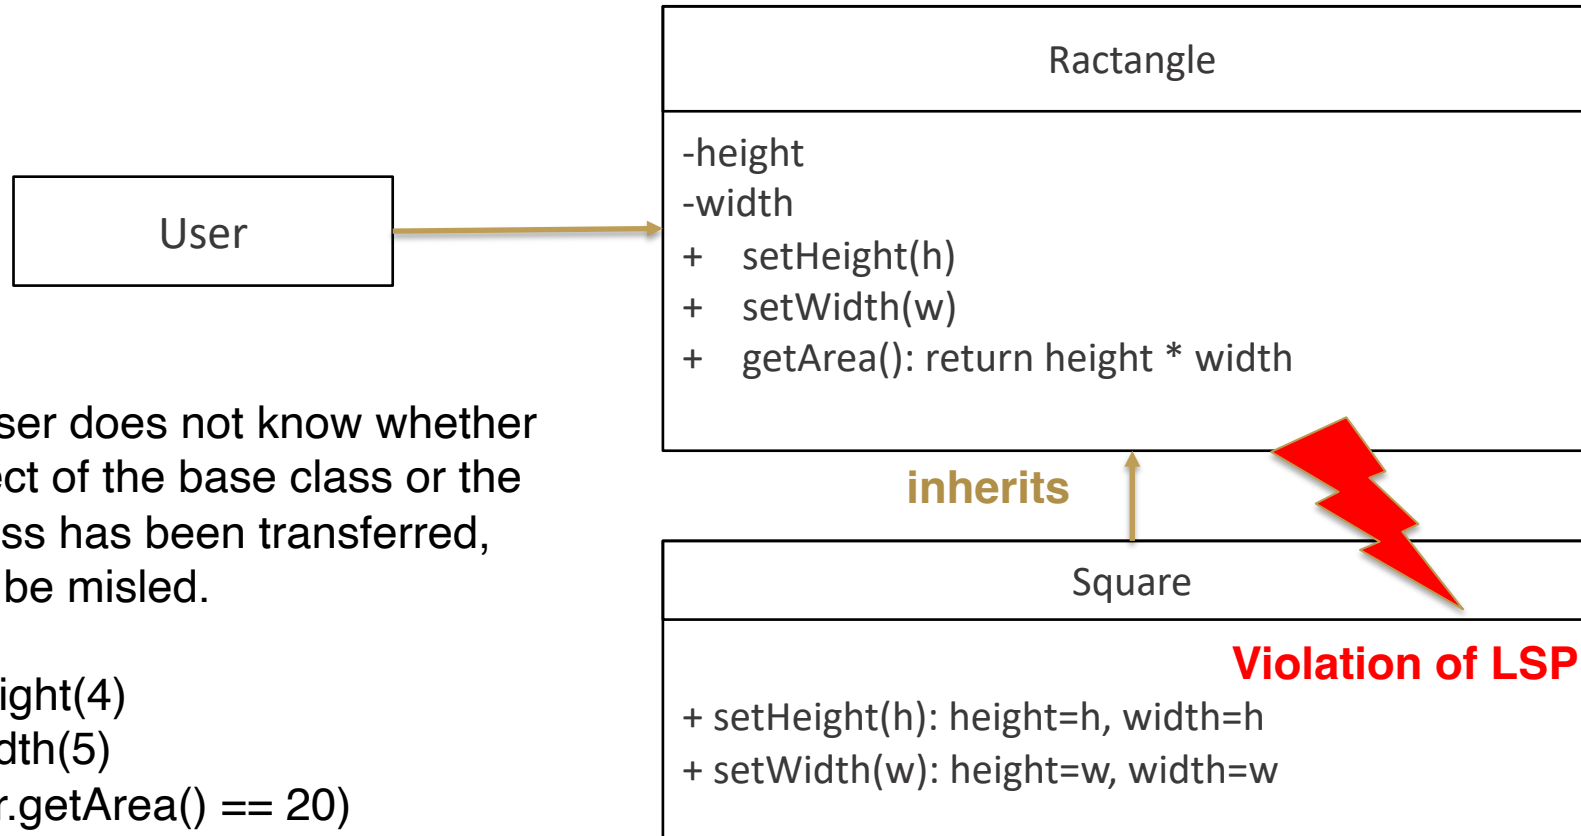 Ractangle
-height
-width
+ setHeight(h)
+ setWidth(w)
+ getArea(): return height * width
User
ser does not know whether
ect of the base class or the
ss has been transferred,
be misled.
ight(4)
dth(5)
r.getArea() == 20)
inherits
Square
Violation of LSP
+ setHeight(h): height=h, width=h
+ setWidth(w): height=w, width=w